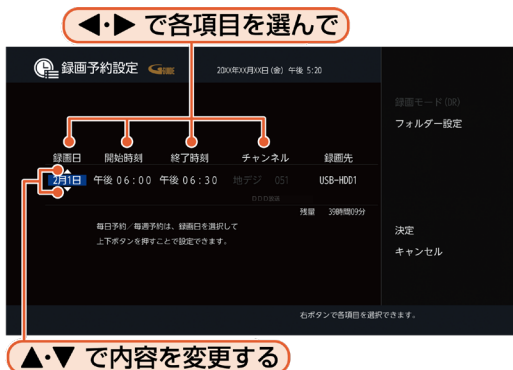 ◀·▶ で各項目を選んで
録画予約設定 20XX年XX月XX日(金) 午後 5:20
録画モード(DR)
フォルダー設定
録画日 開始時刻 終了時刻 チャンネル 録画先
2月1日 午後 06:00 午後 06:30 地デジ 051 USB-HDD1
DDD放送
残量 39時間09分
毎日予約/毎週予約は、録画日を選択して
上下ボタンを押すことで設定できます。
決定
キャンセル
右ボタンで各項目を選択できます。
▲·▼ で内容を変更する